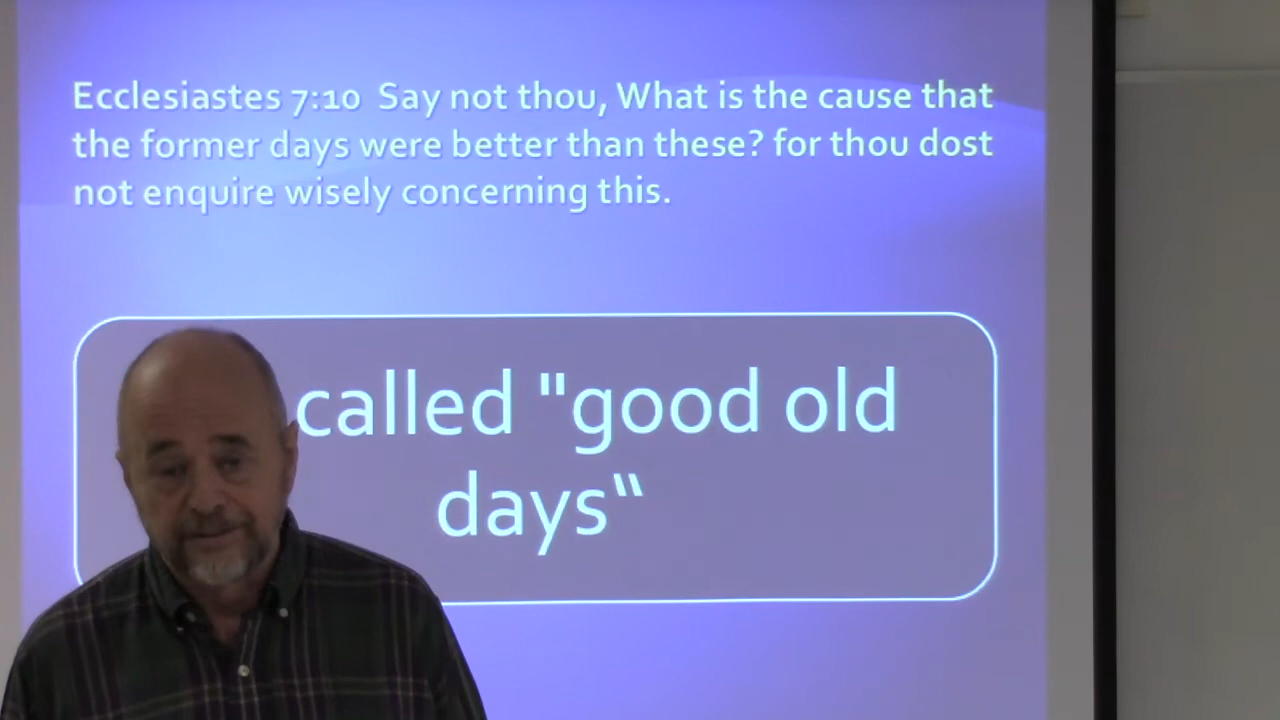 Ecclesiastes 7:10 Say not thou, What is the cause that
the former days were better than these? for thou dost
not enquire wisely concerning this.
called "good old
days“